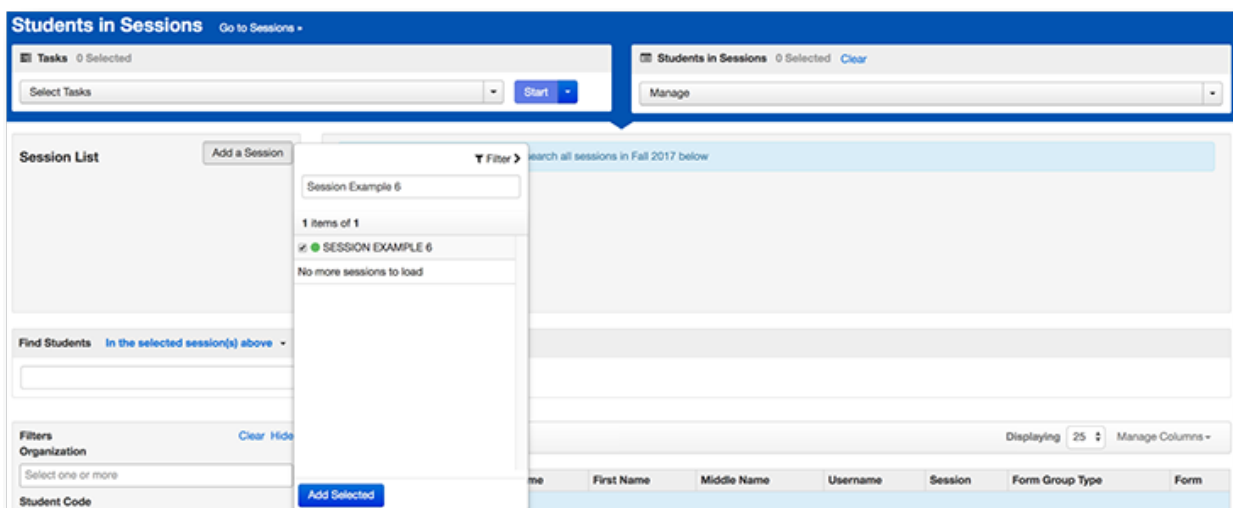 Students in Sessions Go to Sessions
Tasks 0 Selected
Select Tasks
Start
Students in Sessions 0 Selected Clear
Manage
Session List
Add a Session
Filter
Session Example 6
1 items of 1
SESSION EXAMPLE 6
No more sessions to load
search all sessions in Fall 2017 below
Find Students In the selected session(s) above
Filters Clear Hide
Organization
Select one or more
Student Code
Add Selected
Displaying 25 Manage Columns
First Name Middle Name Username Session Form Group Type Form